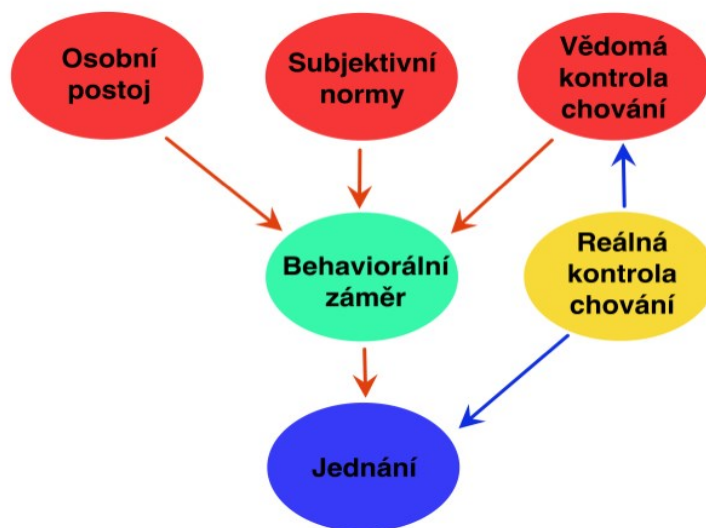 Osobní
postoj
Subjektivní
normy
Vědomá
kontrola
chování
Behaviorální
záměr
Reálná
kontrola
chování
Jednání